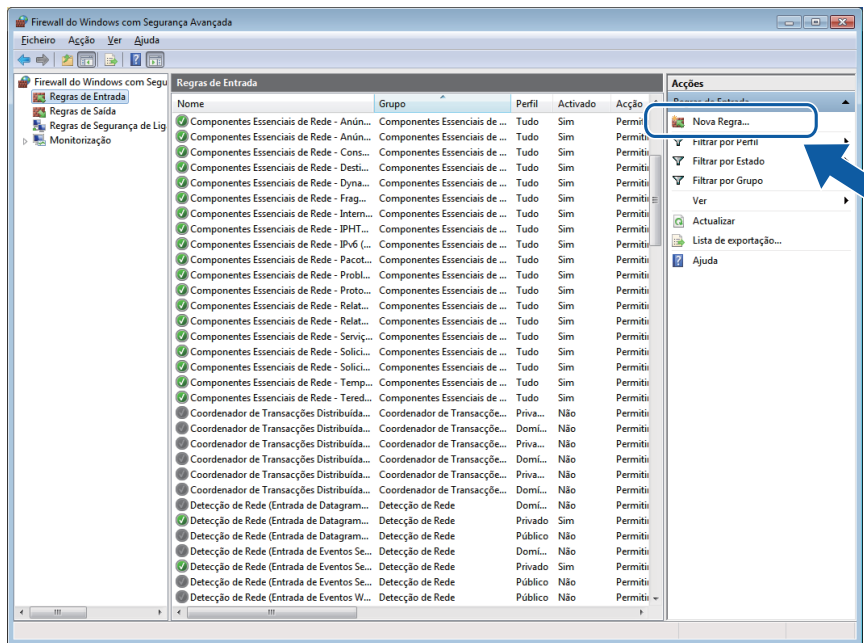 Firewall do Windows com Segurança Avançada
Ficheiro Acção Ver Ajuda
Firewall do Windows com Segu
Regras de Entrada
Regras de Saída
Regras de Segurança de Lig
Monitorização
Regras de Entrada
Nome Grupo Perfil Activado Acção
Componentes Essenciais de Rede - Anún... Componentes Essenciais de ... Tudo Sim Permiti
Componentes Essenciais de Rede - Anún... Componentes Essenciais de ... Tudo Sim Permiti
Componentes Essenciais de Rede - Cons... Componentes Essenciais de ... Tudo Sim Permiti
Componentes Essenciais de Rede - Desti... Componentes Essenciais de ... Tudo Sim Permiti
Componentes Essenciais de Rede - Dyna... Componentes Essenciais de ... Tudo Sim Permiti
Componentes Essenciais de Rede - Frag... Componentes Essenciais de ... Tudo Sim Permiti
Componentes Essenciais de Rede - Intern... Componentes Essenciais de ... Tudo Sim Permiti
Componentes Essenciais de Rede - IPHT... Componentes Essenciais de ... Tudo Sim Permiti
Componentes Essenciais de Rede - IPv6 (... Componentes Essenciais de ... Tudo Sim Permiti
Componentes Essenciais de Rede - Pacot... Componentes Essenciais de ... Tudo Sim Permiti
Componentes Essenciais de Rede - Probl... Componentes Essenciais de ... Tudo Sim Permiti
Componentes Essenciais de Rede - Proto... Componentes Essenciais de ... Tudo Sim Permiti
Componentes Essenciais de Rede - Relat... Componentes Essenciais de ... Tudo Sim Permiti
Componentes Essenciais de Rede - Relat... Componentes Essenciais de ... Tudo Sim Permiti
Componentes Essenciais de Rede - Serviç... Componentes Essenciais de ... Tudo Sim Permiti
Componentes Essenciais de Rede - Solici... Componentes Essenciais de ... Tudo Sim Permiti
Componentes Essenciais de Rede - Solici... Componentes Essenciais de ... Tudo Sim Permiti
Componentes Essenciais de Rede - Temp... Componentes Essenciais de ... Tudo Sim Permiti
Componentes Essenciais de Rede - Tered... Componentes Essenciais de ... Tudo Sim Permiti
Coordenador de Transacções Distribuída... Coordenador de Transacçõe... Priva... Não Permiti
Coordenador de Transacções Distribuída... Coordenador de Transacçõe... Domí... Não Permiti
Coordenador de Transacções Distribuída... Coordenador de Transacçõe... Priva... Não Permiti
Coordenador de Transacções Distribuída... Coordenador de Transacçõe... Domí... Não Permiti
Coordenador de Transacções Distribuída... Coordenador de Transacçõe... Priva... Não Permiti
Coordenador de Transacções Distribuída... Coordenador de Transacçõe... Domí... Não Permiti
Detecção de Rede (Entrada de Datagram... Detecção de Rede Domí... Não Permiti
Detecção de Rede (Entrada de Datagram... Detecção de Rede Privado Sim Permiti
Detecção de Rede (Entrada de Datagram... Detecção de Rede Público Não Permiti
Detecção de Rede (Entrada de Eventos Se... Detecção de Rede Domí... Não Permiti
Detecção de Rede (Entrada de Eventos Se... Detecção de Rede Privado Sim Permiti
Detecção de Rede (Entrada de Eventos Se... Detecção de Rede Público Não Permiti
Detecção de Rede (Entrada de Eventos W... Detecção de Rede Público Não Permiti
Acções
Regras de Entrada
Nova Regra...
Filtrar por Perfil
Filtrar por Estado
Filtrar por Grupo
Ver
Actualizar
Lista de exportação...
Ajuda